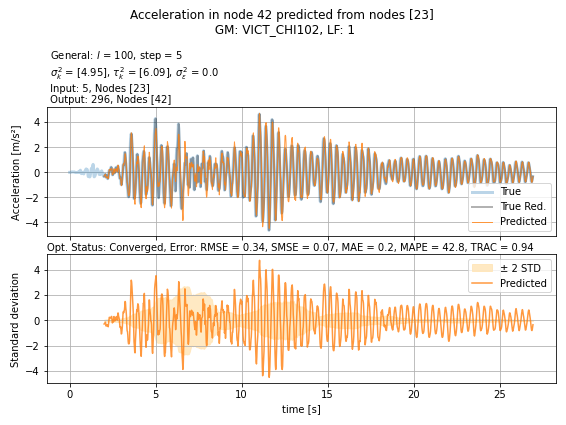 Acceleration in node 42 predicted from nodes [23]
GM: VICT_CHI102, LF: 1
General: l = 100, step = 5
σ²ₖ = [4.95], τ²ₖ = [6.09], σ²ε = 0.0
Input: 5, Nodes [23]
Output: 296, Nodes [42]
Acceleration [m/s²]
4
2
0
−2
−4
True
True Red.
Predicted
Opt. Status: Converged, Error: RMSE = 0.34, SMSE = 0.07, MAE = 0.2, MAPE = 42.8, TRAC = 0.94
Standard deviation
4
2
0
−2
−4
± 2 STD
Predicted
0 5 10 15 20 25
time [s]